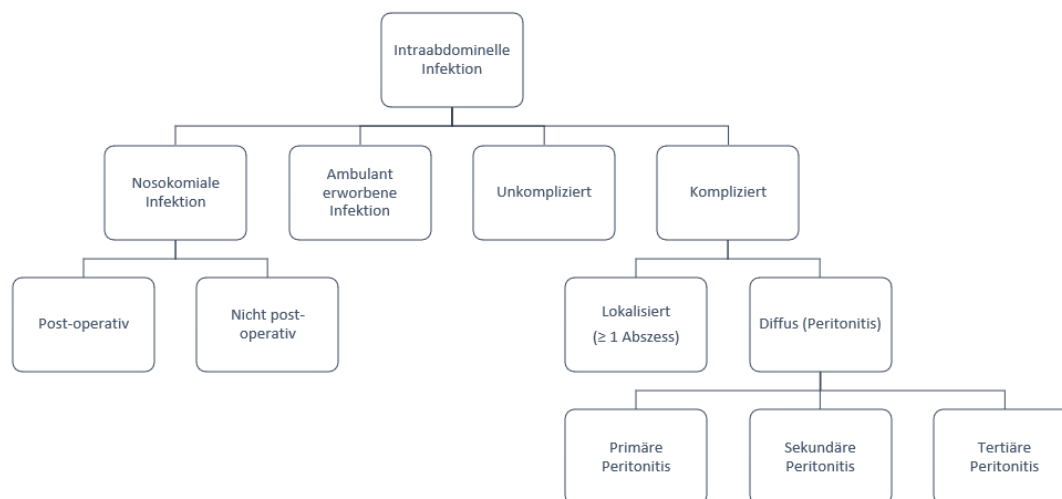 Intraabdominelle
Infektion
Nosokomiale
Infektion
Ambulant
erworbene
Infektion
Unkompliziert
Kompliziert
Post-operativ
Nicht post-
operativ
Lokalisiert
(≥ 1 Abszess)
Diffus (Peritonitis)
Primäre
Peritonitis
Sekundäre
Peritonitis
Tertiäre
Peritonitis